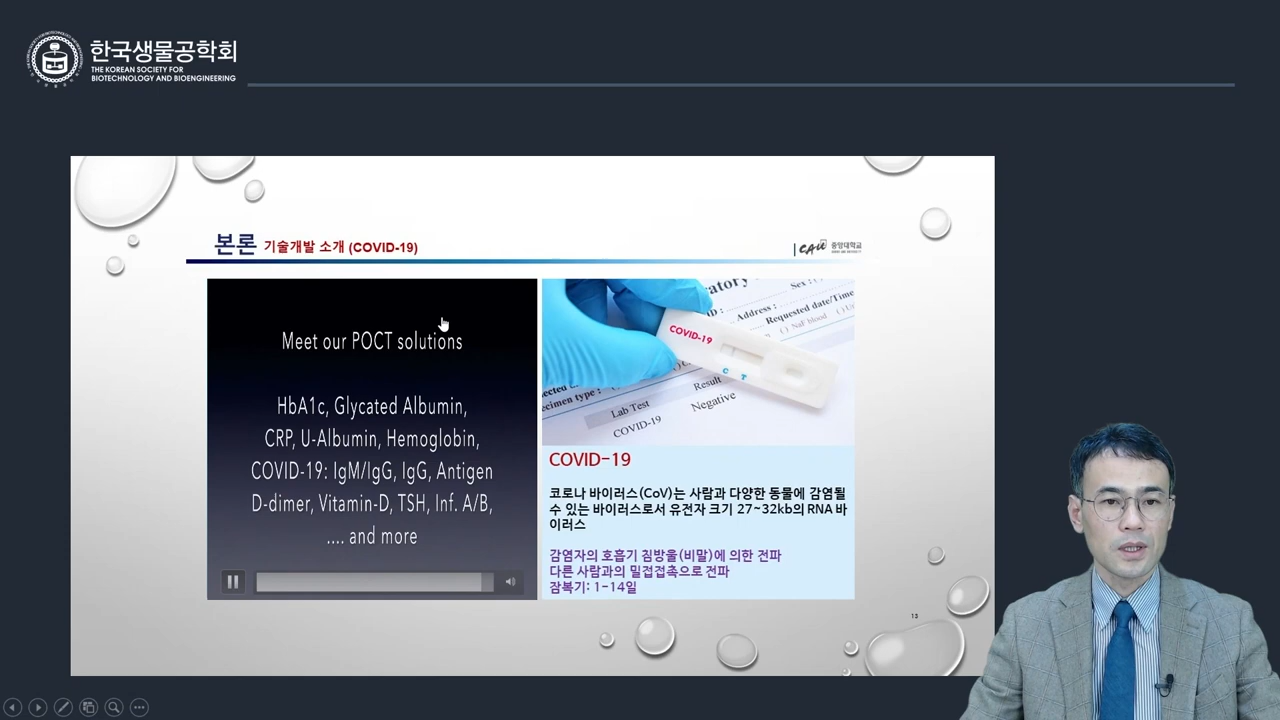 한국생물공학회
THE KOREAN SOCIETY FOR
BIOTECHNOLOGY AND BIOENGINEERING
본론 기술개발 소개 (COVID-19)
CAU 중앙대학교
Meet our POCT solutions
HbA1c, Glycated Albumin,
CRP, U-Albumin, Hemoglobin,
COVID-19: IgM/IgG, IgG, Antigen
D-dimer, Vitamin-D, TSH, Inf. A/B,
.... and more
Sex :
Address :
Requested date/Time
( ) NaF blood ( )
COVID-19
C T
Specimen type :
Result
Lab Test
Negative
COVID-19
COVID-19
코로나 바이러스(CoV)는 사람과 다양한 동물에 감염될
수 있는 바이러스로서 유전자 크기 27~32kb의 RNA 바
이러스
감염자의 호흡기 침방울(비말)에 의한 전파
다른 사람과의 밀접접촉으로 전파
잠복기: 1-14일
13